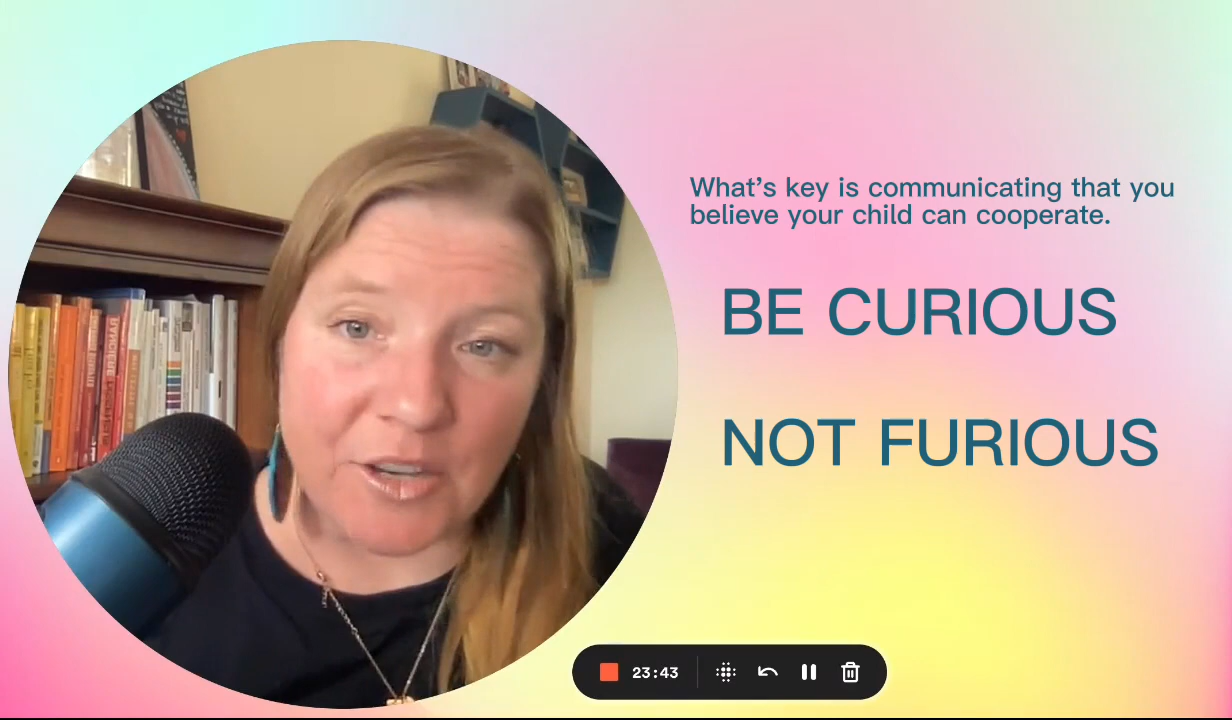 What's key is communicating that you
believe your child can cooperate.
BE CURIOUS
NOT FURIOUS
23:43